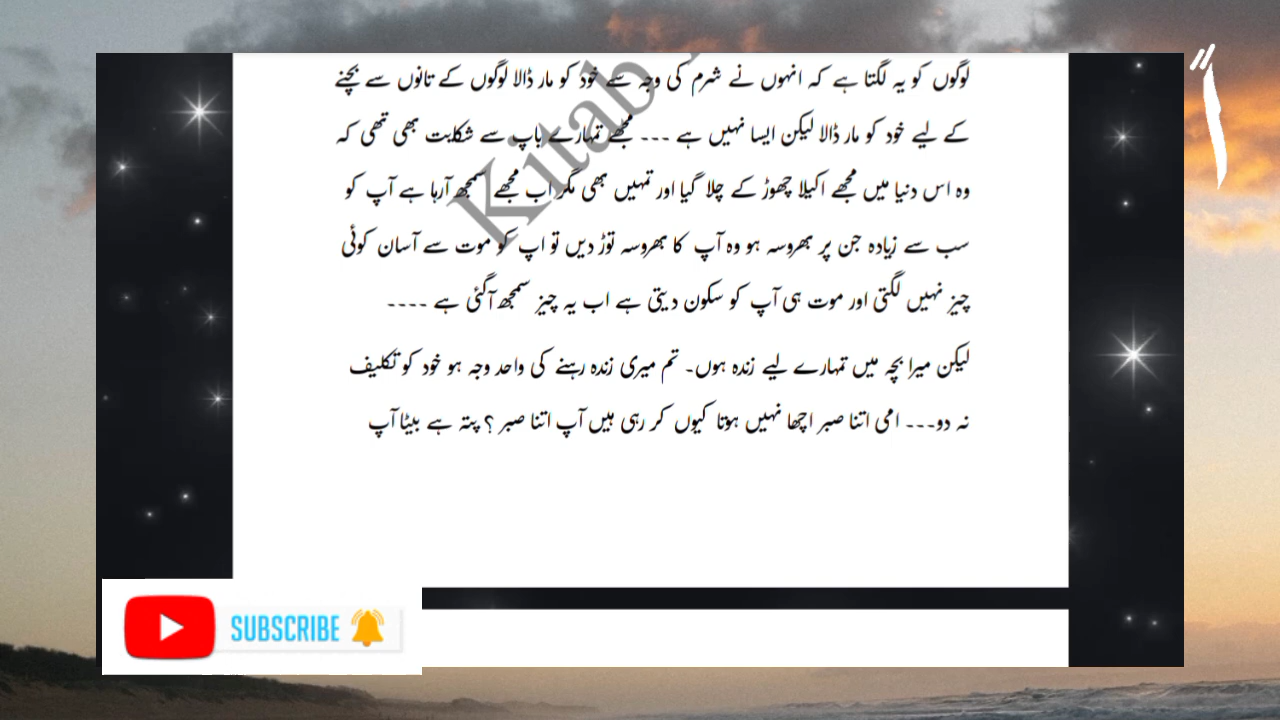 لوگوں کو یہ لگتا ہے کہ انہوں نے شرم کی وجہ سے خود کو مار ڈالا لوگوں کے تانوں سے بچنے
کے لیے خود کو مار ڈالا لیکن ایسا نہیں ہے ۔۔۔ مجھے تمہارے باپ سے شکایت بھی تھی کہ
وہ اس دنیا میں مجھے اکیلا چھوڑ کے چلا گیا اور تمہیں بھی مگر اب مجھے سمجھ آرہا ہے آپ کو
سب سے زیادہ جن پر بھروسہ ہو وہ آپ کا بھروسہ توڑ دیں تو اپ کو موت سے آسان کوئی
چیز نہیں لگتی اور موت ہی آپ کو سکون دیتی ہے اب یہ چیز سمجھ آگئی ہے ۔۔۔۔
لیکن میرا بچہ میں تمہارے لیے زندہ ہوں۔ تم میری زندہ رہنے کی واحد وجہ ہو خود کو تکلیف
نہ دو۔۔۔ امی اتنا صبر اچھا نہیں ہوتا کیوں کر رہی ہیں آپ اتنا صبر ؟ پتہ ہے بیٹا آپ
Kitab
SUBSCRIBE